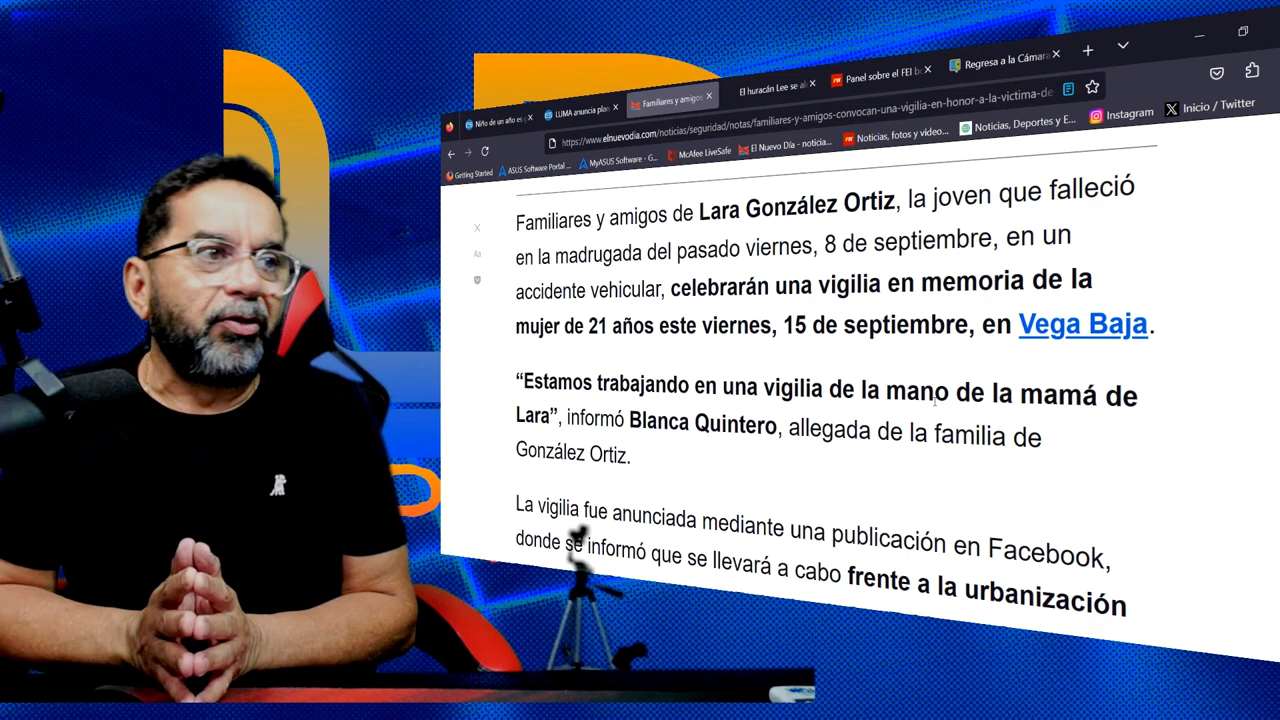 Niño de un año es
LUMA anuncia plan
Familiares y amigos
El huracán Lee se al
Panel sobre el FEI b
Regresa a la Cámara
https://www.elnuevodia.com/noticias/seguridad/notas/familiares-y-amigos-convocan-una-vigilia-en-honor-a-la-victima-de
Getting Started
ASUS Software Portal ...
MyASUS Software - G...
McAfee LiveSafe
El Nuevo Día - noticia...
Noticias, fotos y video...
Noticias, Deportes y E...
Instagram
Inicio / Twitter
Aa
Familiares y amigos de Lara González Ortiz, la joven que falleció
en la madrugada del pasado viernes, 8 de septiembre, en un
accidente vehicular, celebrarán una vigilia en memoria de la
mujer de 21 años este viernes, 15 de septiembre, en Vega Baja.
“Estamos trabajando en una vigilia de la mano de la mamá de
Lara”, informó Blanca Quintero, allegada de la familia de
González Ortiz.
La vigilia fue anunciada mediante una publicación en Facebook,
donde se informó que se llevará a cabo frente a la urbanización